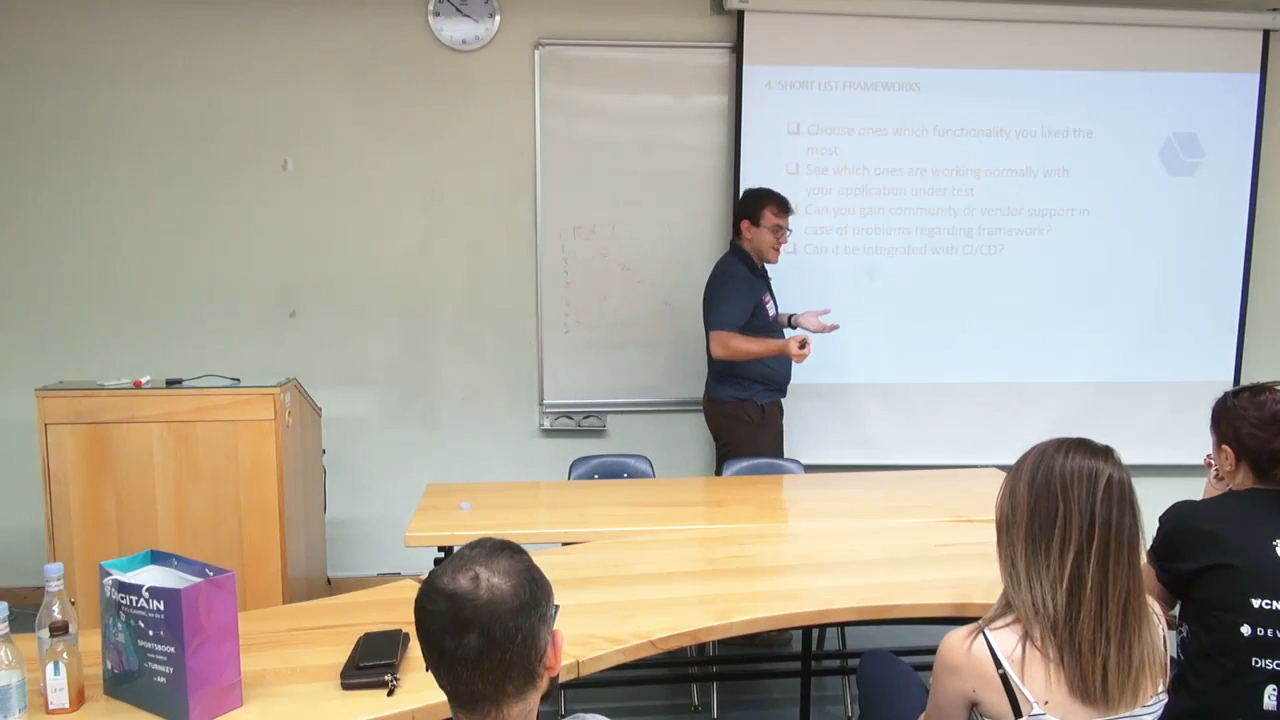 4. SHORT LIST FRAMEWORKS
Choose ones which functionality you liked the
most
See which ones are working normally with
your application under test
Can you gain community or vendor support in
case of problems regarding framework?
Can it be integrated with CI/CD?
DIGITAIN
SPORTSBOOK
TURNKEY
API
DEV
DISC